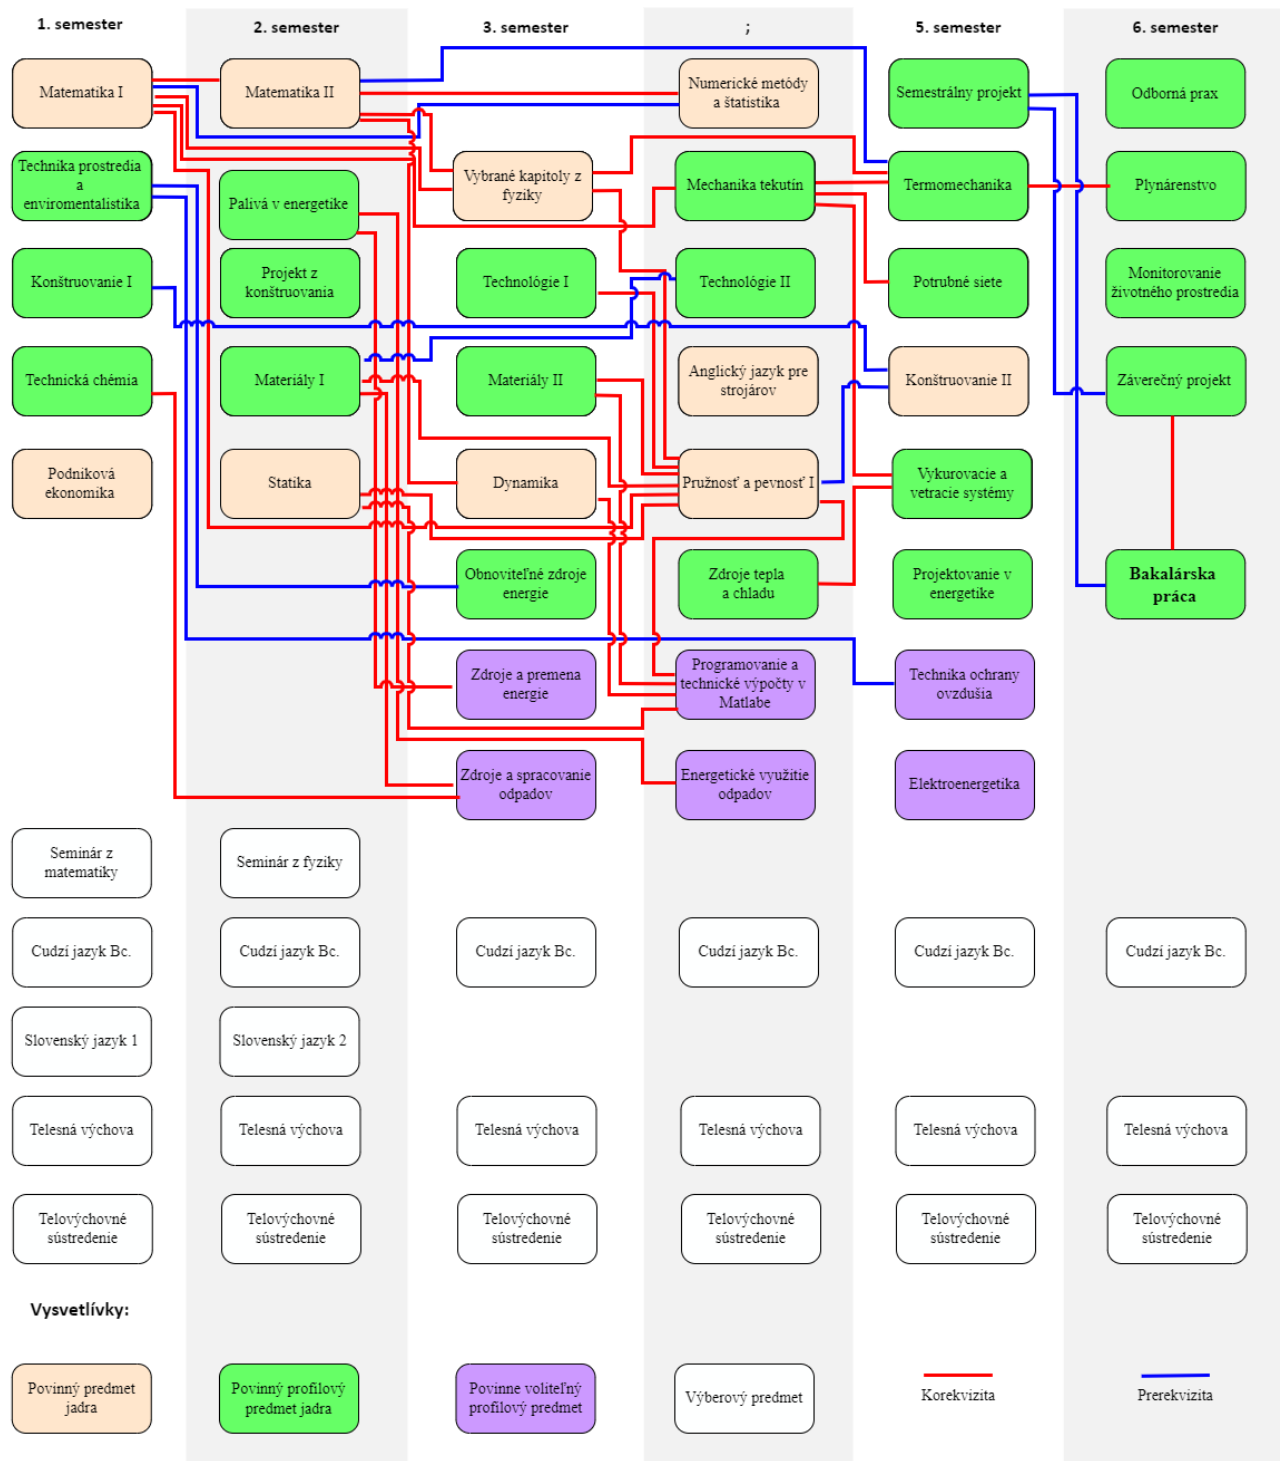 1. semester
2. semester
3. semester
;
5. semester
6. semester
Matematika I
Matematika II
Numerické metódy
a štatistika
Semestrálny projekt
Odborná prax
Technika prostredia
a
enviromentalistika
Palivá v energetike
Vybrané kapitoly z
fyziky
Mechanika tekutín
Termomechanika
Plynárenstvo
Konštruovanie I
Projekt z
konštruovania
Technológie I
Technológie II
Potrubné siete
Monitorovanie
životného prostredia
Technická chémia
Materiály I
Materiály II
Anglický jazyk pre
strojárov
Konštruovanie II
Záverečný projekt
Podniková
ekonomika
Statika
Dynamika
Pružnosť a pevnosť I
Vykurovacie a
vetracie systémy
Obnoviteľné zdroje
energie
Zdroje tepla
a chladu
Projektovanie v
energetike
Bakalárska
práca
Zdroje a premena
energie
Programovanie a
technické výpočty v
Matlabe
Technika ochrany
ovzdušia
Zdroje a spracovanie
odpadov
Energetické využitie
odpadov
Elektroenergetika
Seminár z
matematiky
Seminár z fyziky
Cudzí jazyk Bc.
Cudzí jazyk Bc.
Cudzí jazyk Bc.
Cudzí jazyk Bc.
Cudzí jazyk Bc.
Cudzí jazyk Bc.
Slovenský jazyk 1
Slovenský jazyk 2
Telesná výchova
Telesná výchova
Telesná výchova
Telesná výchova
Telesná výchova
Telesná výchova
Telovýchovné
sústredenie
Telovýchovné
sústredenie
Telovýchovné
sústredenie
Telovýchovné
sústredenie
Telovýchovné
sústredenie
Telovýchovné
sústredenie
Vysvetlívky:
Povinný predmet
jadra
Povinný profilový
predmet jadra
Povinne voliteľný
profilový predmet
Výberový predmet
Korekvizita
Prerekvizita